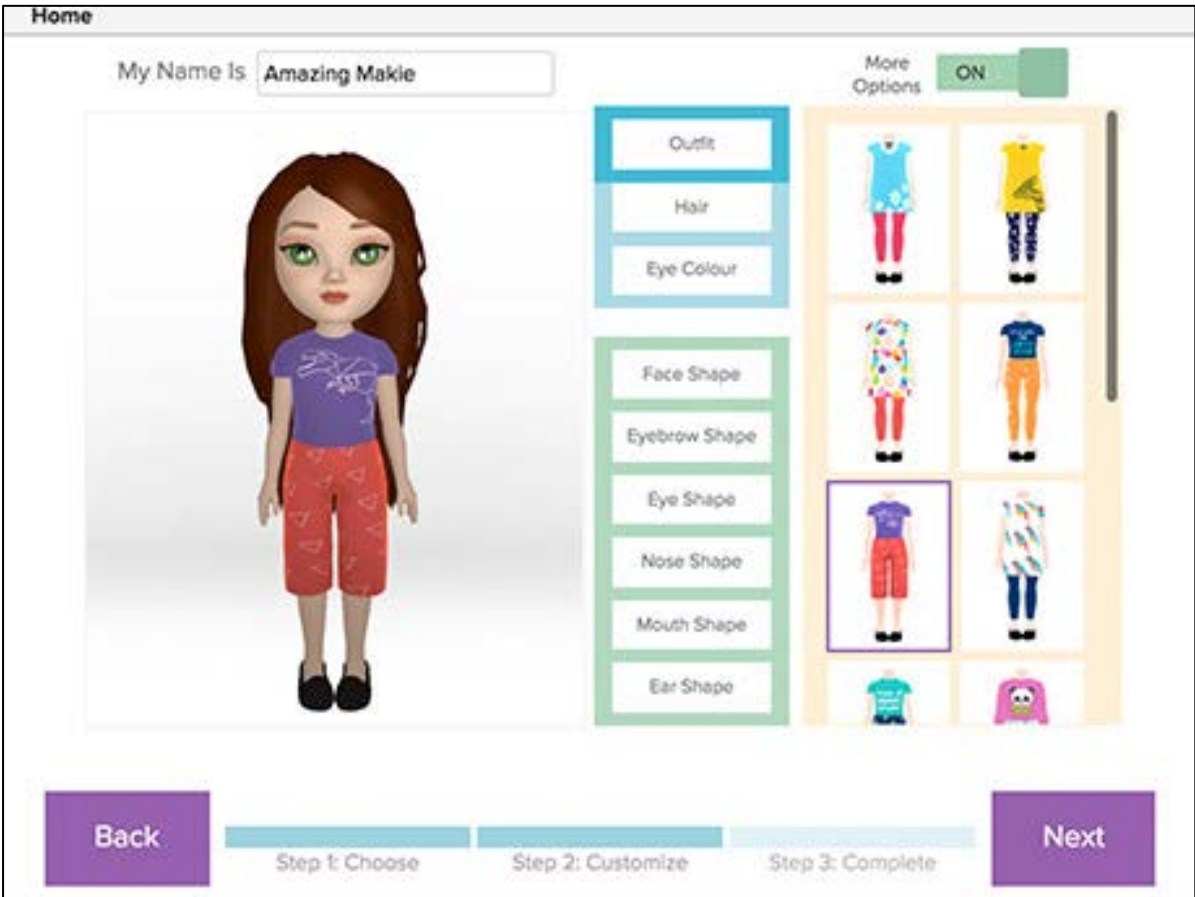 Home
My Name Is Amazing Makie
More
Options
ON
Outfit
Hair
Eye Colour
Face Shape
Eyebrow Shape
Eye Shape
Nose Shape
Mouth Shape
Ear Shape
Back
Step 1: Choose
Step 2: Customize
Step 3: Complete
Next